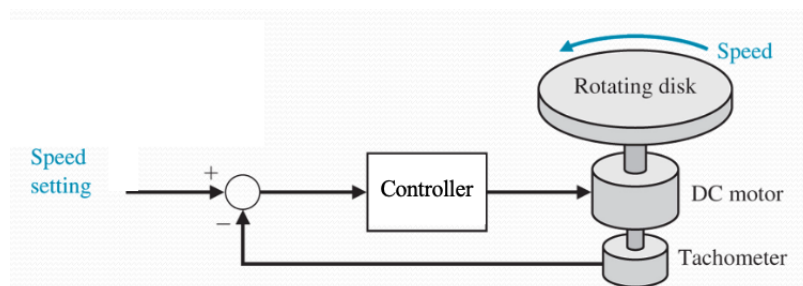 Speed
Rotating disk
Speed
setting
+
Controller
DC motor
−
Tachometer